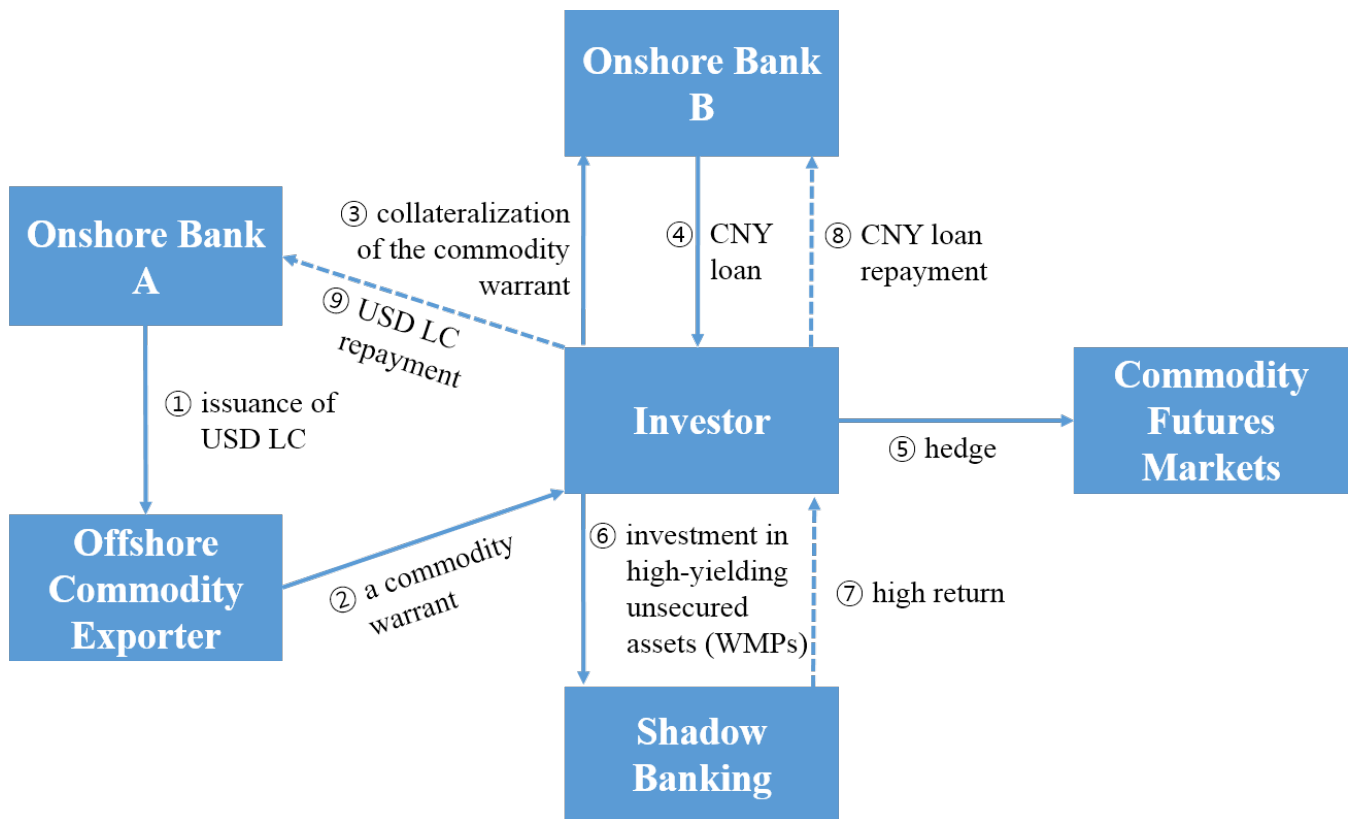 Onshore Bank
B
Onshore Bank
A
③ collateralization
of the commodity
warrant
④ CNY
loan
⑧ CNY loan
repayment
⑨ USD LC
repayment
① issuance of
USD LC
Investor
Commodity
Futures
Markets
⑤ hedge
Offshore
Commodity
Exporter
② a commodity
warrant
⑥ investment in
high-yielding
unsecured
assets (WMPs)
⑦ high return
Shadow
Banking